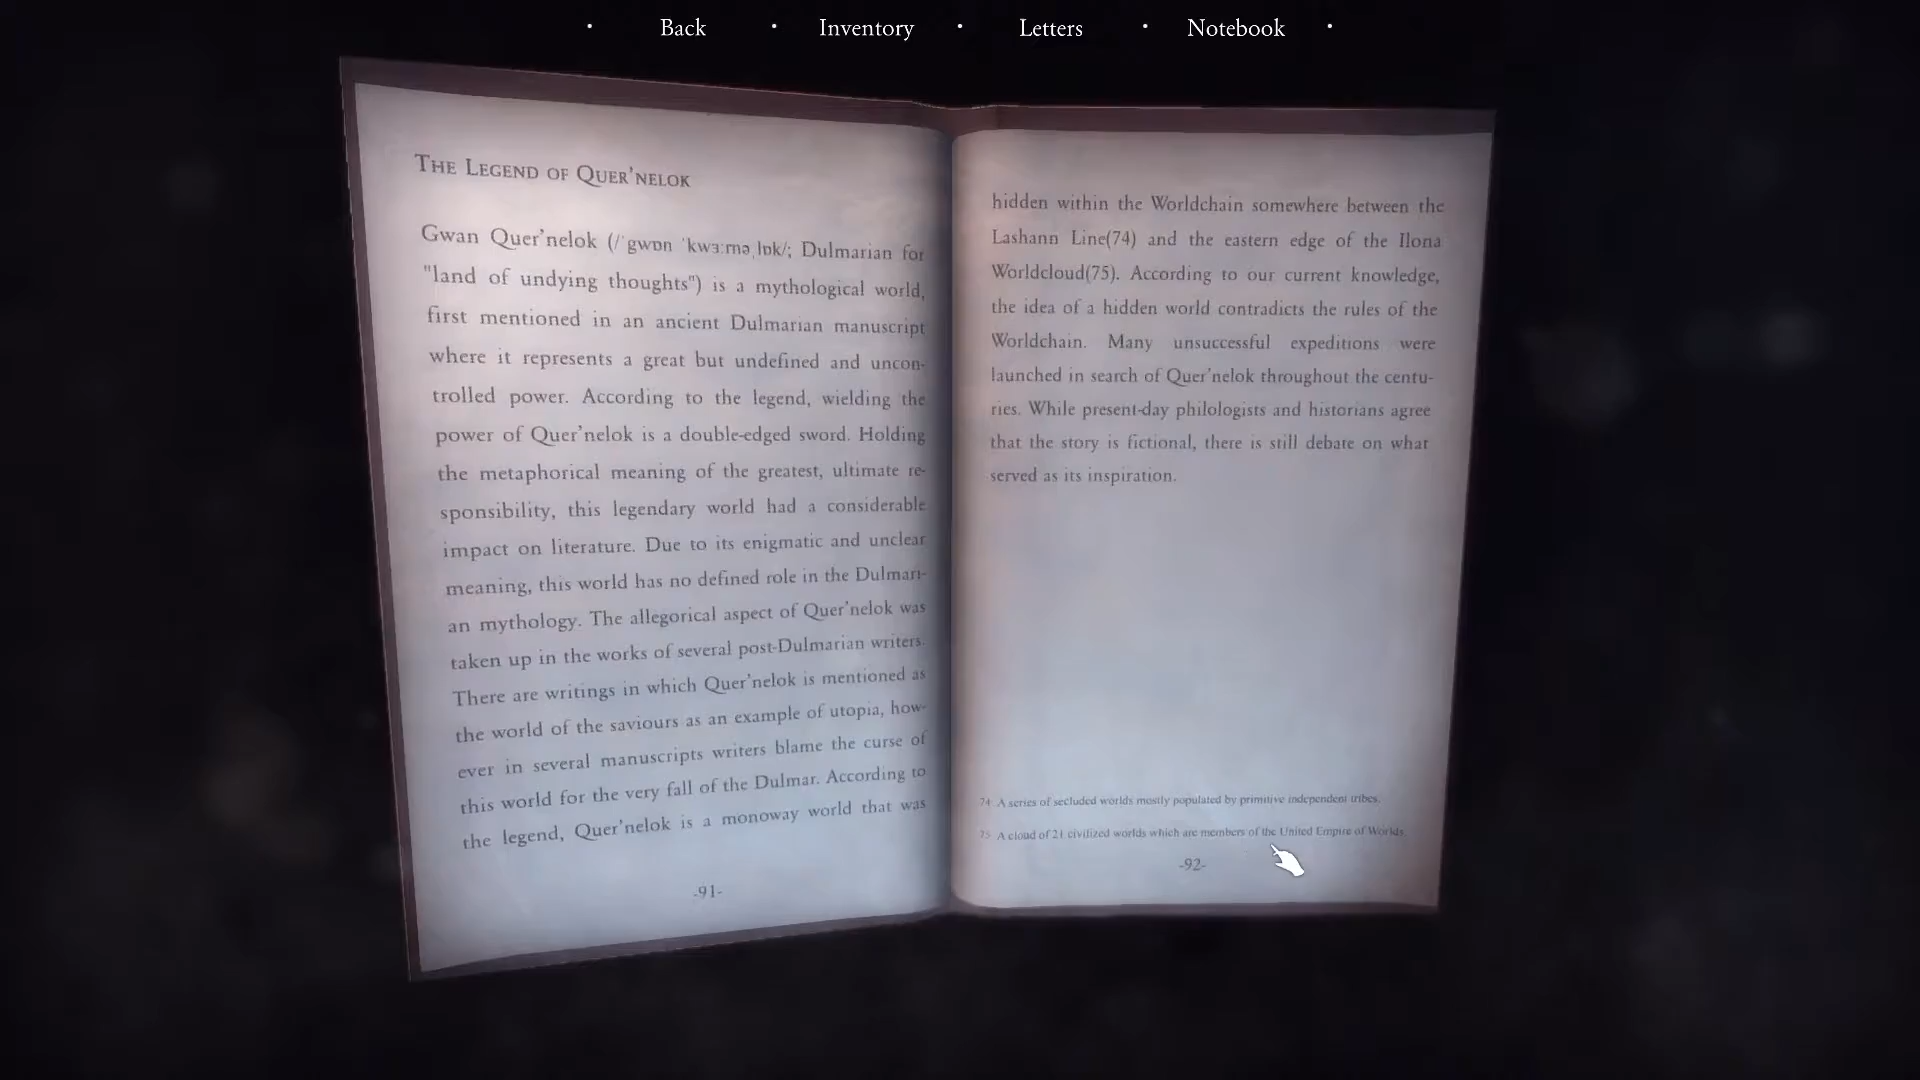 Back
Inventory
Letters
Notebook
The Legend of Quer'nelok
Gwan Quer'nelok (/ˈgwɒn ˈkwɜːrnəˌlɒk/; Dulmarian for
"land of undying thoughts") is a mythological world,
first mentioned in an ancient Dulmarian manuscript
where it represents a great but undefined and uncon-
trolled power. According to the legend, wielding the
power of Quer'nelok is a double-edged sword. Holding
the metaphorical meaning of the greatest, ultimate re-
sponsibility, this legendary world had a considerable
impact on literature. Due to its enigmatic and unclear
meaning, this world has no defined role in the Dulmari-
an mythology. The allegorical aspect of Quer'nelok was
taken up in the works of several post-Dulmarian writers.
There are writings in which Quer'nelok is mentioned as
the world of the saviours as an example of utopia, how-
ever in several manuscripts writers blame the curse of
this world for the very fall of the Dulmar. According to
the legend, Quer'nelok is a monoway world that was
-91-
hidden within the Worldchain somewhere between the
Lashann Line(74) and the eastern edge of the Ilona
Worldcloud(75). According to our current knowledge,
the idea of a hidden world contradicts the rules of the
Worldchain. Many unsuccessful expeditions were
launched in search of Quer'nelok throughout the centu-
ries. While present-day philologists and historians agree
that the story is fictional, there is still debate on what
served as its inspiration.
74 A series of secluded worlds mostly populated by primitive independent tribes.
75 A cloud of 21 civilized worlds which are members of the United Empire of Worlds.
-92-